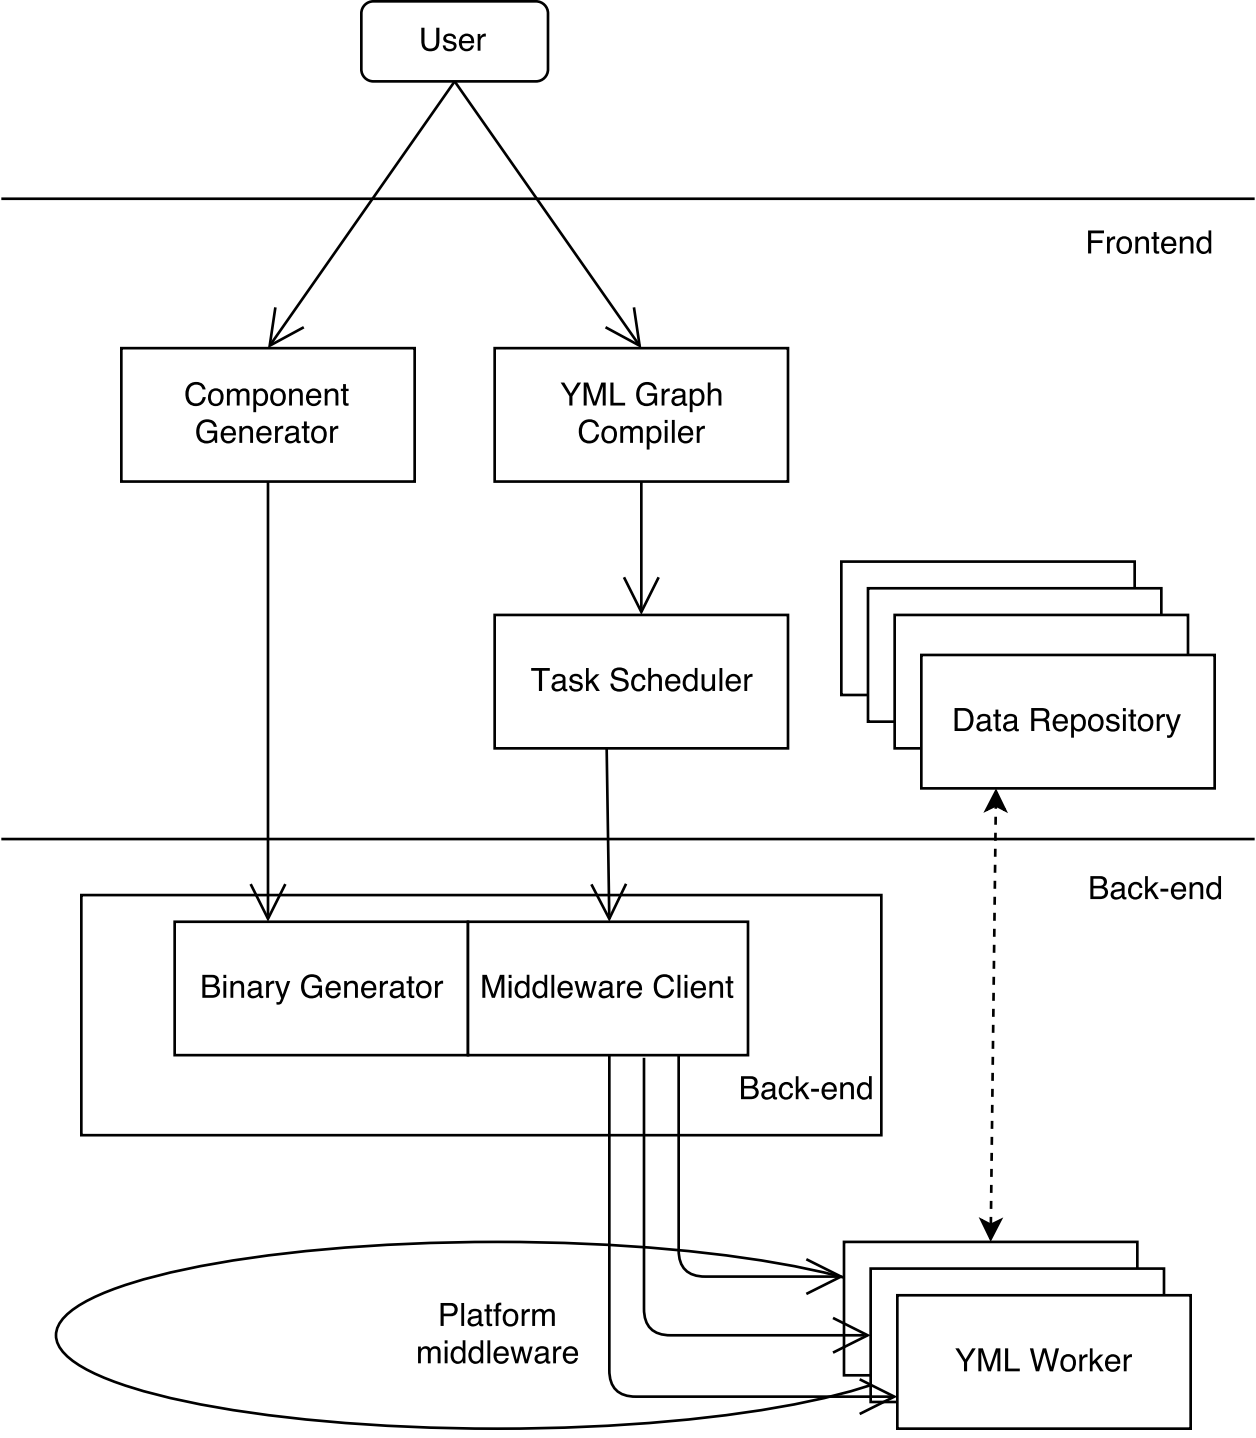 User
Frontend
Component
Generator
YML Graph
Compiler
Task Scheduler
Data Repository
Back-end
Binary Generator
Middleware Client
Back-end
Platform
middleware
YML Worker